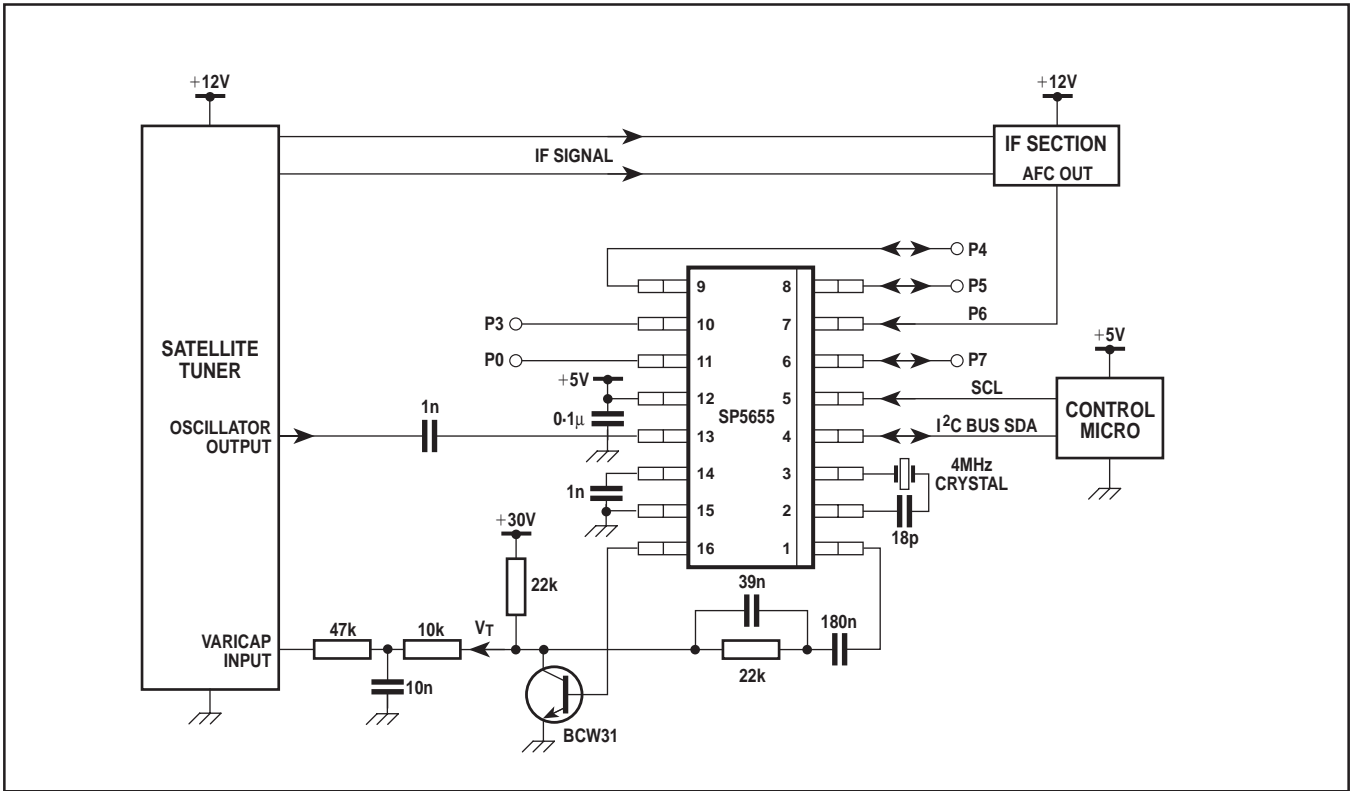 +12V
+12V
IF SIGNAL
IF SECTION
AFC OUT
P4
9
8
P5
P3
10
7
P6
SATELLITE
TUNER
P0
11
6
P7
+5V
+5V
12
5
SCL
0·1µ
SP5655
CONTROL
MICRO
OSCILLATOR
OUTPUT
1n
13
4
I²C BUS SDA
14
3
4MHz
CRYSTAL
1n
15
2
18p
+30V
16
1
22k
39n
180n
VARICAP
INPUT
47k
10k
VT
22k
10n
BCW31